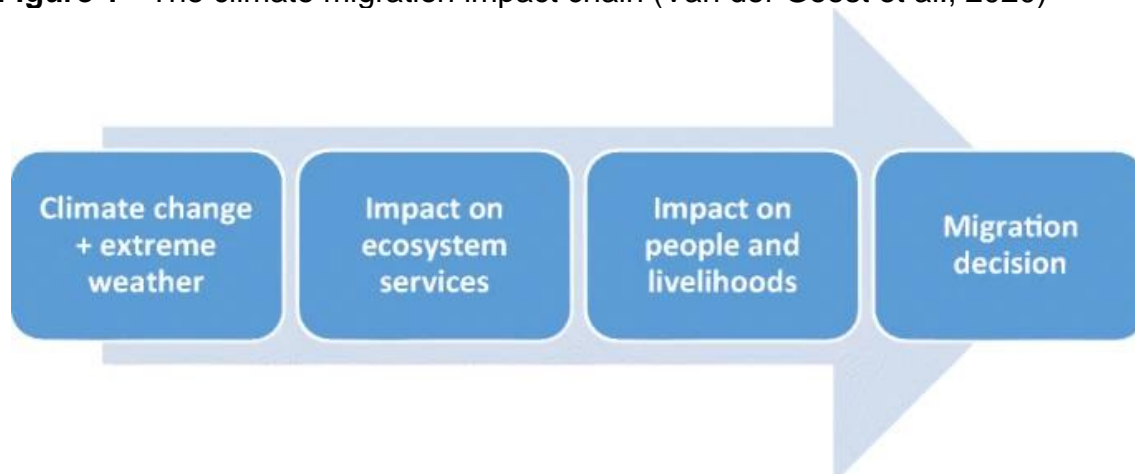 Figure
The climate migration impact chain (Van der Geest et al., 2020)
Climate change
+ extreme
weather
Impact on
ecosystem
services
Impact on
people and
livelihoods
Migration
decision